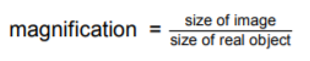 magnification = size of image
size of real object